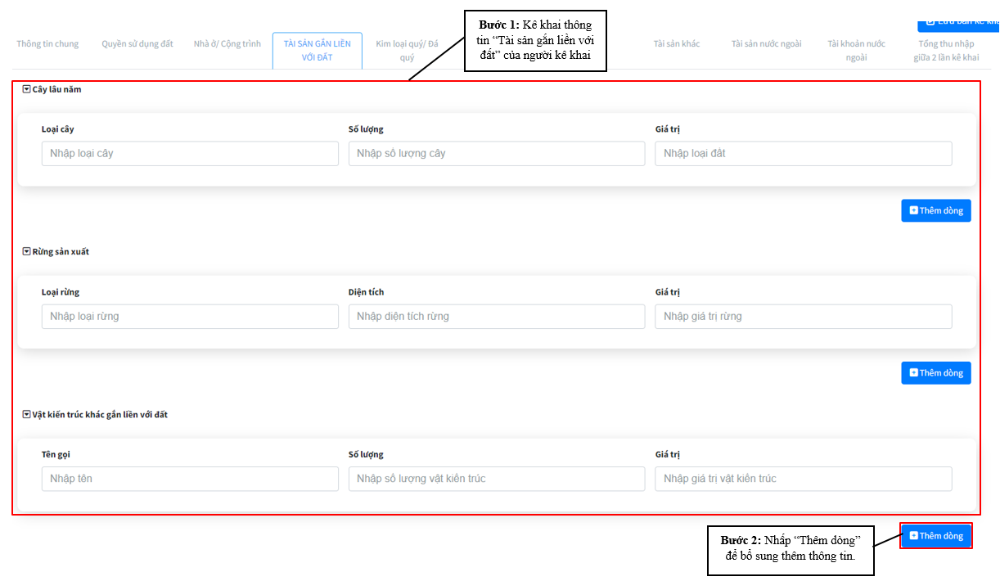 Bước 1: Kê khai thông
tin “Tài sản gắn liền với
đất” của người kê khai
Thông tin chung
Quyền sử dụng đất
Nhà ở/ Công trình
TÀI SẢN GẮN LIỀN
VỚI ĐẤT
Kim loại quý/ Đá
quý
Tài sản khác
Tài sản nước ngoài
Tài khoản nước
ngoài
Tổng thu nhập
giữa 2 lần kê khai
Cây lâu năm
Loại cây
Số lượng
Giá trị
Nhập loại cây
Nhập số lượng cây
Nhập loại đất
Thêm dòng
Rừng sản xuất
Loại rừng
Diện tích
Giá trị
Nhập loại rừng
Nhập diện tích rừng
Nhập giá trị rừng
Thêm dòng
Vật kiến trúc khác gắn liền với đất
Tên gọi
Số lượng
Giá trị
Nhập tên
Nhập số lượng vật kiến trúc
Nhập giá trị vật kiến trúc
Thêm dòng
Bước 2: Nhấp “Thêm dòng”
để bổ sung thêm thông tin.